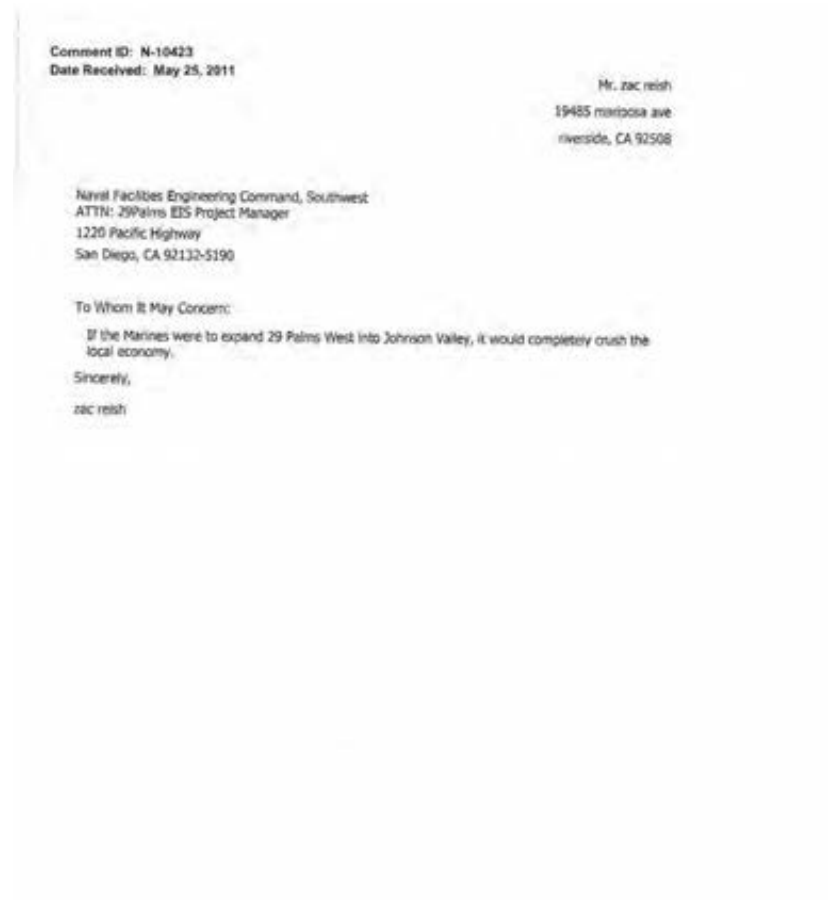 Comment ID: N-10423
Date Received: May 25, 2011
Mr. zac reish
19485 mariposa ave
riverside, CA 92508
Naval Facilities Engineering Command, Southwest
ATTN: 29Palms EIS Project Manager
1220 Pacific Highway
San Diego, CA 92132-5190
To Whom It May Concern:
If the Marines were to expand 29 Palms West into Johnson Valley, it would completely crush the
local economy.
Sincerely,
zac reish